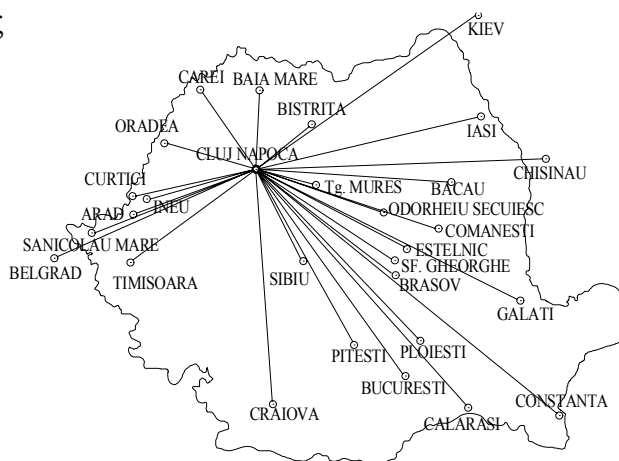 KIEV
CAREI
BAIA MARE
BISTRITA
IASI
ORADEA
CLUJ NAPOCA
CHISINAU
CURTICI
Tg. MURES
BACAU
INEU
ARAD
ODORHEIU SECUIESC
COMANESTI
SANICOLAU MARE
ESTELNIC
BELGRAD
TIMISOARA
SIBIU
SF. GHEORGHE
BRASOV
GALATI
PITESTI
PLOIESTI
BUCURESTI
CRAIOVA
CALARASI
CONSTANTA